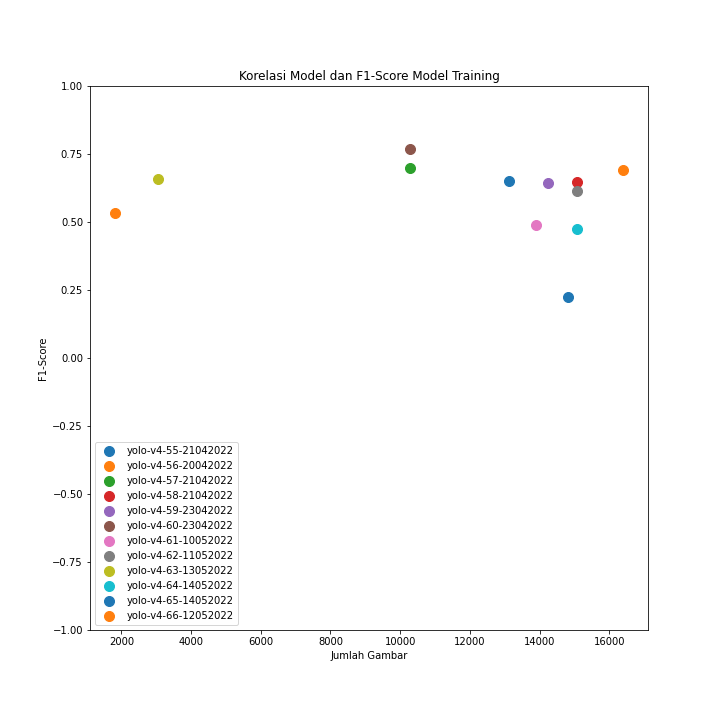 Korelasi Model dan F1-Score Model Training
1.00
0.75
0.50
0.25
0.00
−0.25
−0.50
−0.75
−1.00
F1-Score
yolo-v4-55-21042022
yolo-v4-56-20042022
yolo-v4-57-21042022
yolo-v4-58-21042022
yolo-v4-59-23042022
yolo-v4-60-23042022
yolo-v4-61-10052022
yolo-v4-62-11052022
yolo-v4-63-13052022
yolo-v4-64-14052022
yolo-v4-65-14052022
yolo-v4-66-12052022
2000 4000 6000 8000 10000 12000 14000 16000
Jumlah Gambar